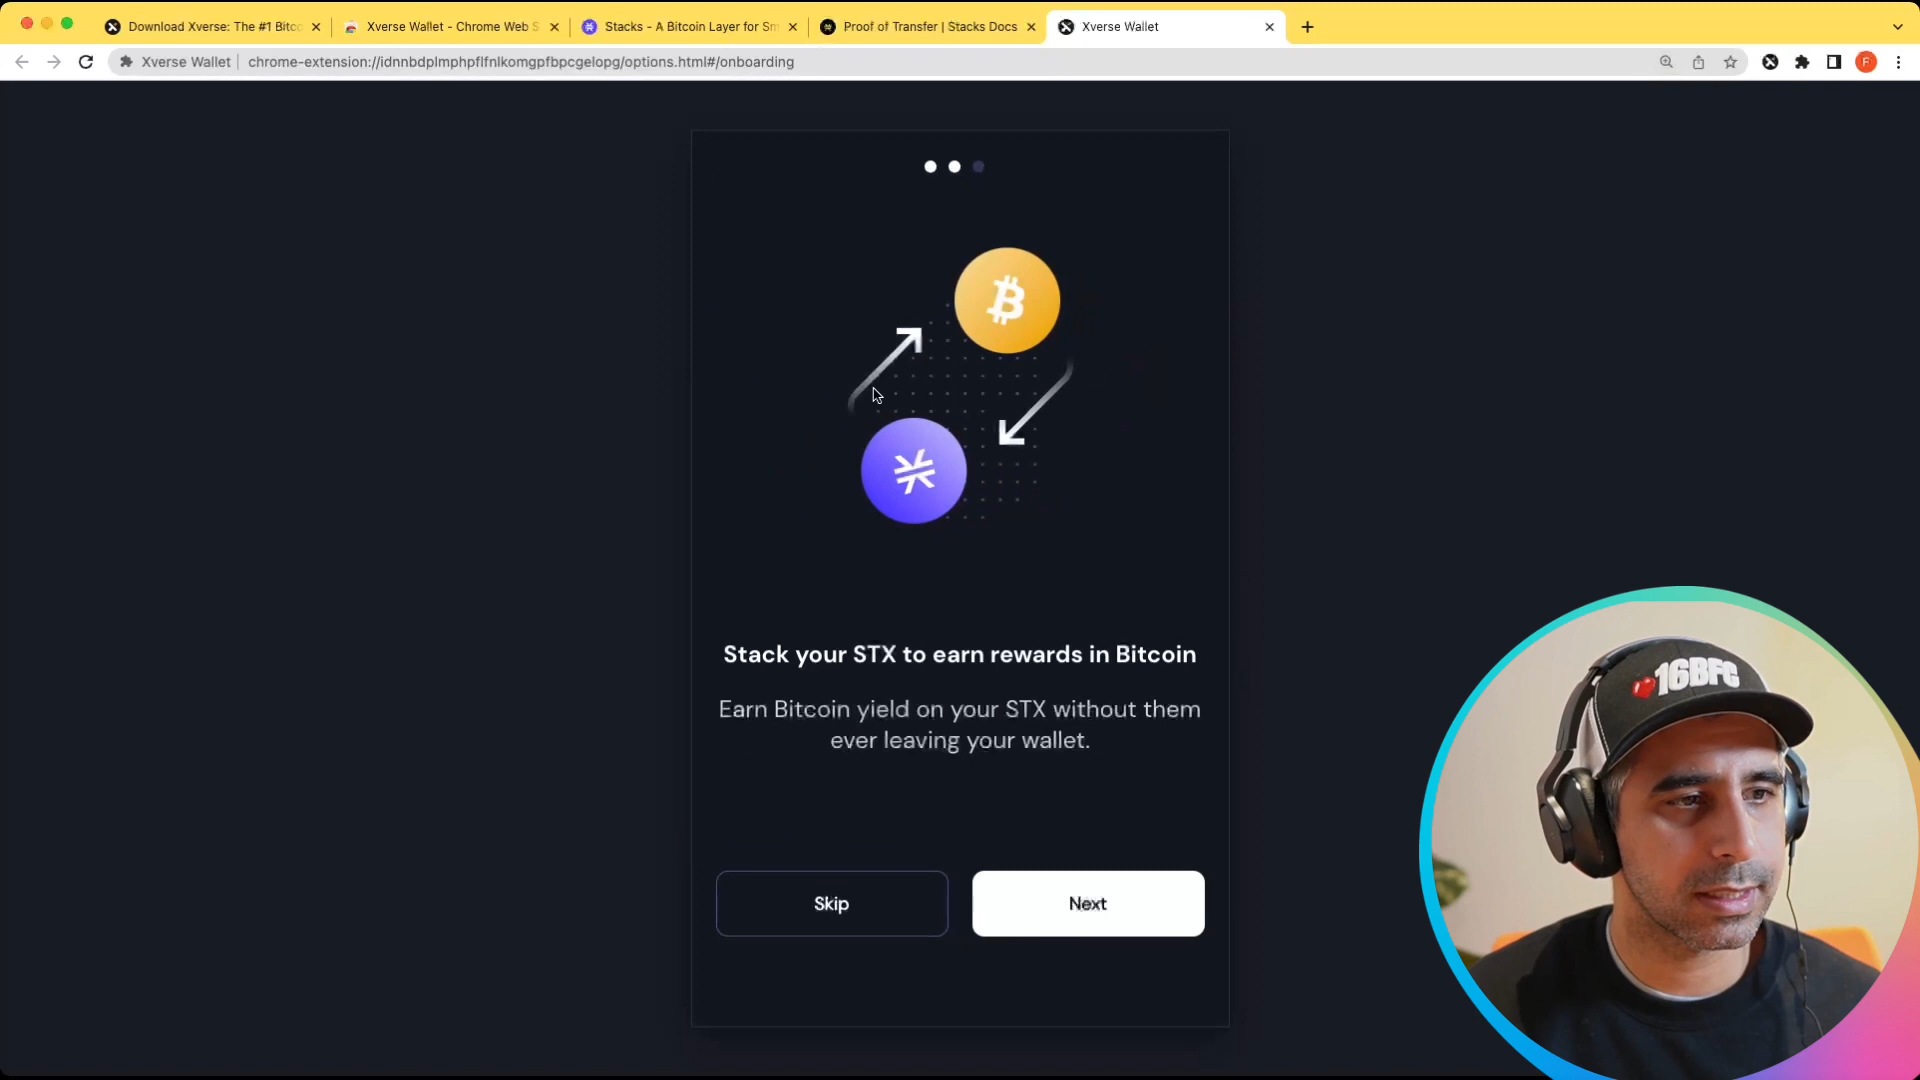 Download Xverse: The #1 Bitco
Xverse Wallet - Chrome Web S
Stacks - A Bitcoin Layer for Sm
Proof of Transfer | Stacks Docs
Xverse Wallet
Xverse Wallet
chrome-extension://idnnbdplmphpflfnlkomgpfbpcgelopg/options.html#/onboarding
F
Stack your STX to earn rewards in Bitcoin
Earn Bitcoin yield on your STX without them
ever leaving your wallet.
Skip
Next
16BFC